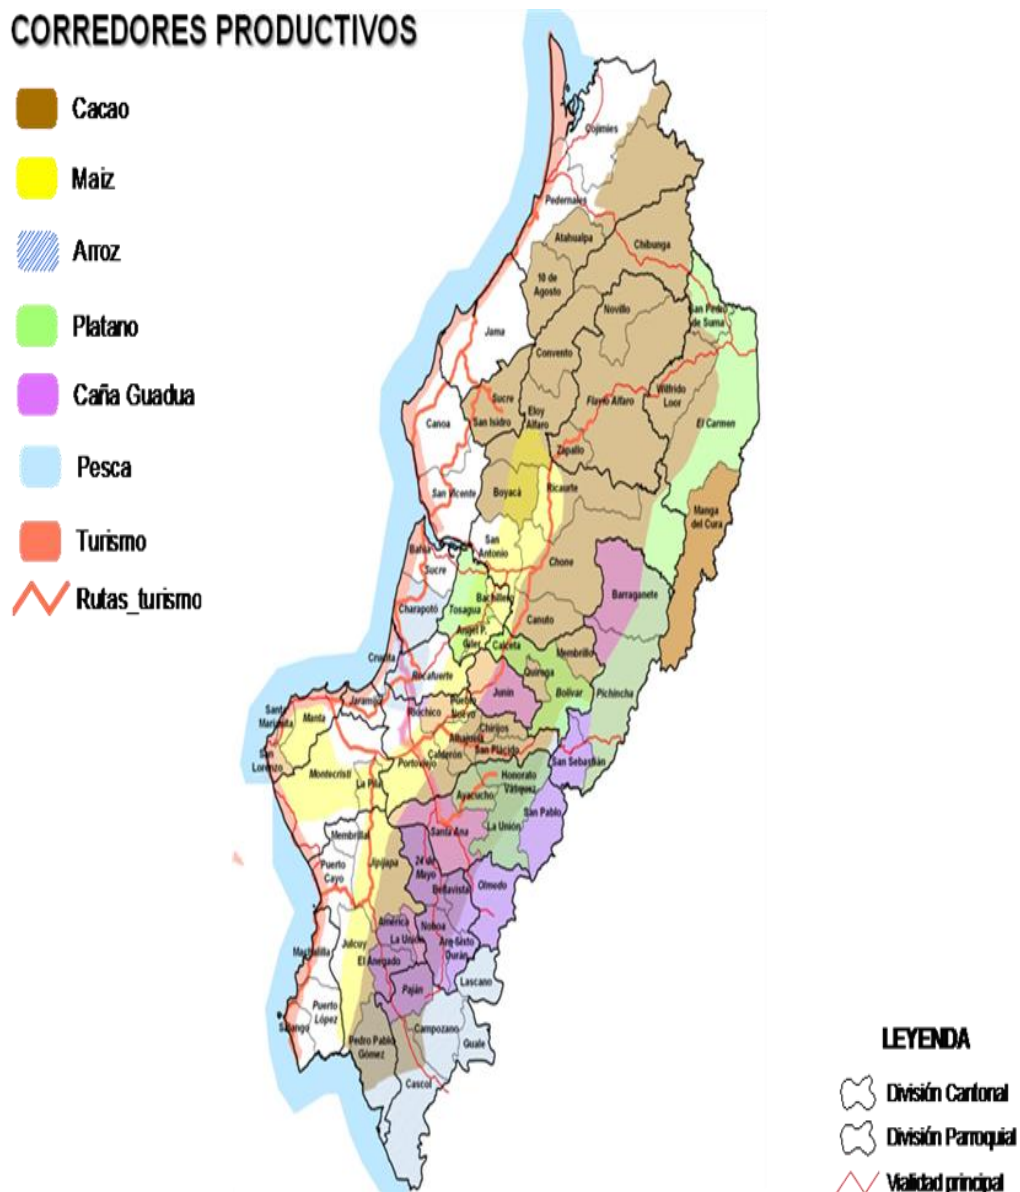 CORREDORES PRODUCTIVOS
Cacao
Maiz
Arroz
Platano
Caña Guadua
Pesca
Turismo
Rutas_turismo
Cojimies
Pedernales
Atahualpa
Chibunga
10 de
Agosto
Novillo
San Pedro
de Suma
Jama
Convento
Wilfrido
Loor
Sucre
San Isidro
Eloy
Alfaro
Flavio Alfaro
El Carmen
Canoa
Zapallo
San Vicente
Boyacá
Ricaurte
Manga
del Cura
San
Antonio
Chone
Bahía
Sucre
Barraganete
Charapotó
Tosagua
Bachillero
Canuto
Angel P.
Giler
Calceta
Membrillo
Crucita
Rocafuerte
Quiroga
Junín
Bolívar
Pichincha
Jaramijó
Santa
Marianita
Manta
Riochico
Pueblo
Nuevo
Chirijos
Alhajuela
San Plácido
Calderón
San
Lorenzo
Portoviejo
San Sebastián
Montecristi
La Pila
Honorato
Vásquez
Ayacucho
San Pablo
Santa Ana
La Unión
Membrillal
Puerto
Cayo
Jipijapa
24 de
Mayo
Bellavista
Olmedo
América
Noboa
La Unión
Julcuy
Arq Sixto
Durán
Machalilla
El Anegado
Lascano
Paján
Puerto
López
Salango
Campozano
Pedro Pablo
Gómez
Guale
Cascol
LEYENDA
División Cantonal
División Parroquial
Vialidad principal